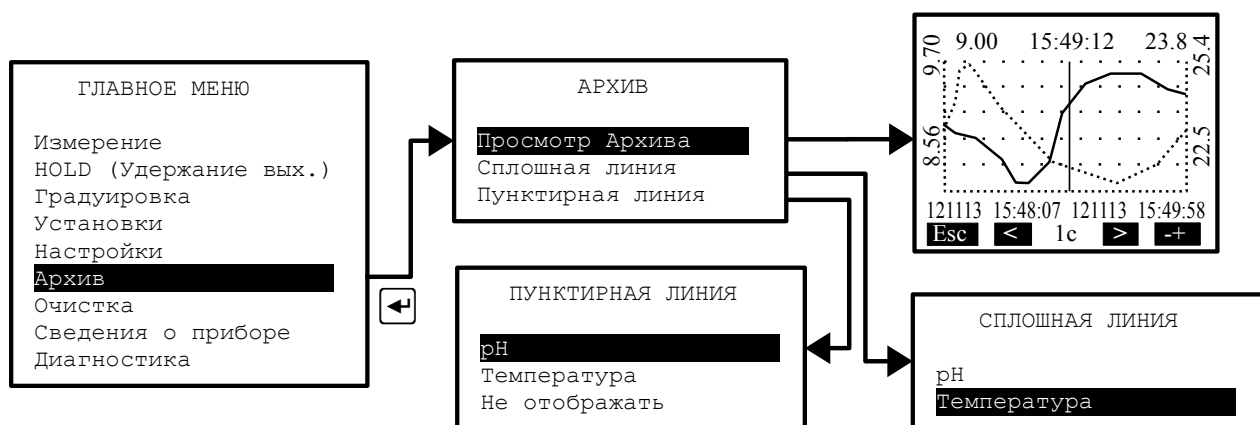 ГЛАВНОЕ МЕНЮ
Измерение
HOLD (Удержание вых.)
Градуировка
Установки
Настройки
Архив
Очистка
Сведения о приборе
Диагностика
АРХИВ
Просмотр Архива
Сплошная линия
Пунктирная линия
9.70 9.00 15:49:12 23.8 25.4
8.56 22.5
121113 15:48:07 121113 15:49:58
Esc < 1с > -+
ПУНКТИРНАЯ ЛИНИЯ
pH
Температура
Не отображать
СПЛОШНАЯ ЛИНИЯ
pH
Температура